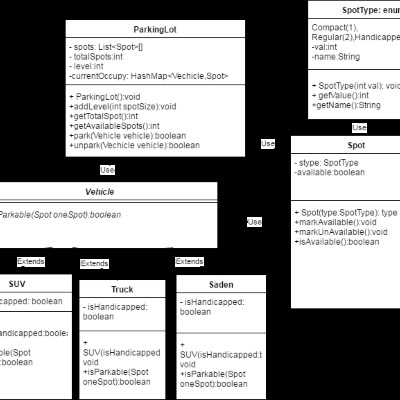 ParkingLot
- spots: List<Spot>[]
- totalSpots:int
- level:int
-currentOccupy: HashMap<Vechicle,Spot>
+ ParkingLot():void
+addLevel(int spotSize):void
+getTotalSpot():int
+getAvailableSpots():int
+park(Vehicle vehicle):boolean
+unpark(Vechicle vehicle):boolean
SpotType: enum
Compact(1),
Regular(2),Handicapped
-val:int
-name:String
+ SpotType(int val): void
+ getValue():int
+getName():String
Use
Use
Use
Spot
- stype: SpotType
-available:boolean
+ Spot(type:SpotType): type
+markAvailable():void
+markUnAvailable():void
+isAvailable():boolean
Vehicle
Parkable(Spot oneSpot):boolean
Use
Extends
Extends
Extends
SUV
icapped: boolean
andicapped:boolea
ble(Spot
:boolean
Truck
- isHandicapped:
boolean
+
SUV(isHandicapped
void
+isParkable(Spot
oneSpot):boolean
Saden
- isHandicapped:
boolean
+
SUV(isHandicapped:b
void
+isParkable(Spot
oneSpot):boolean